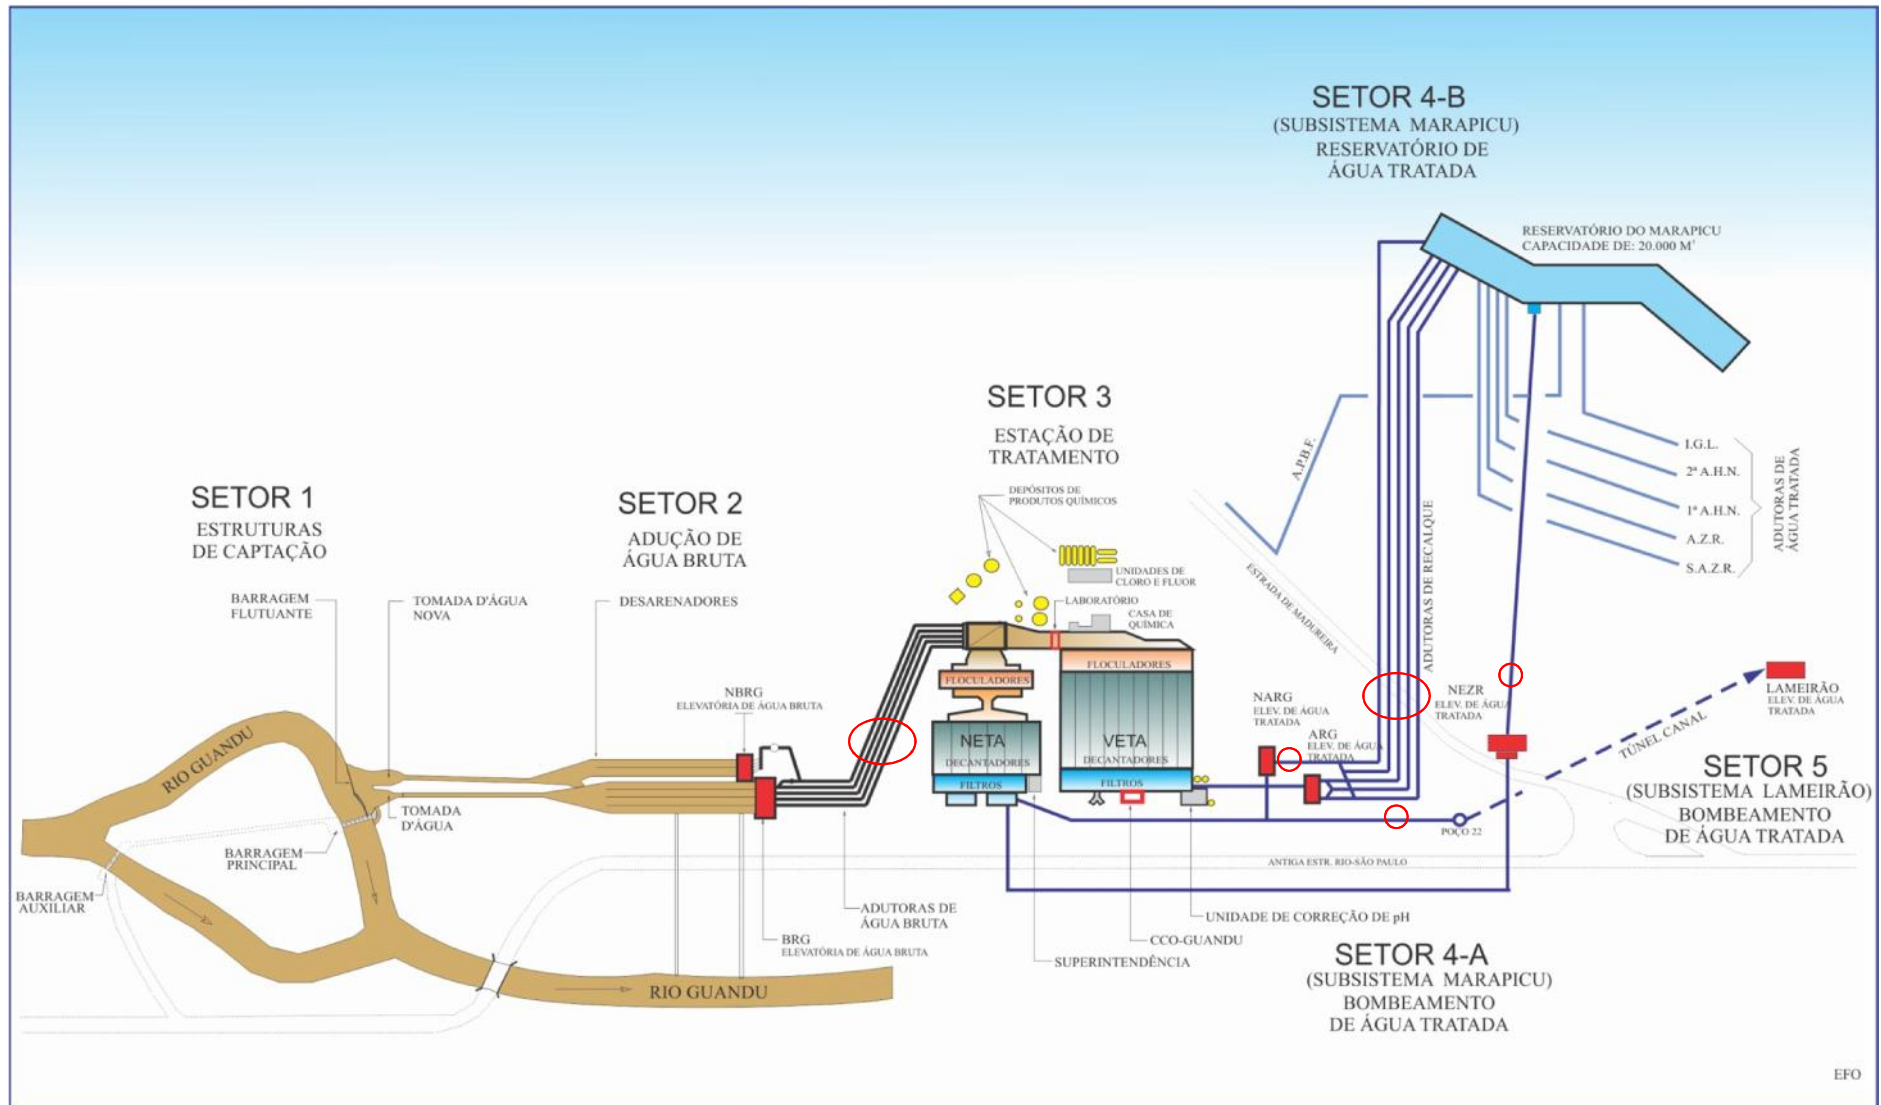 SETOR 4-B
(SUBSISTEMA MARAPICU)
RESERVATÓRIO DE
ÁGUA TRATADA
RESERVATÓRIO DO MARAPICU
CAPACIDADE DE: 20.000 M³
SETOR 3
ESTAÇÃO DE
TRATAMENTO
DEPÓSITOS DE
PRODUTOS QUÍMICOS
UNIDADES DE
CLORO E FLUOR
LABORATÓRIO
CASA DE
QUÍMICA
SETOR 1
ESTRUTURAS
DE CAPTAÇÃO
SETOR 2
ADUÇÃO DE
ÁGUA BRUTA
BARRAGEM
FLUTUANTE
TOMADA D'ÁGUA
NOVA
DESARENADORES
A.P.B.F.
I.G.L.
2ª A.H.N.
1ª A.H.N.
A.Z.R.
S.A.Z.R.
ADUTORAS DE
ÁGUA TRATADA
ESTRADA DE MADUREIRA
ADUTORAS DE RECALQUE
FLOCULADORES
FLOCULADORES
NBRG
ELEVATÓRIA DE ÁGUA BRUTA
NARG
ELEV. DE ÁGUA
TRATADA
NEZR
ELEV. DE ÁGUA
TRATADA
LAMEIRÃO
ELEV. DE ÁGUA
TRATADA
ARG
ELEV. DE ÁGUA
TRATADA
TÚNEL CANAL
NETA
DECANTADORES
FILTROS
VETA
DECANTADORES
FILTROS
RIO GUANDU
TOMADA
D'ÁGUA
BARRAGEM
PRINCIPAL
BARRAGEM
AUXILIAR
POÇO 22
SETOR 5
(SUBSISTEMA LAMEIRÃO)
BOMBEAMENTO
DE ÁGUA TRATADA
ANTIGA ESTR. RIO-SÃO PAULO
ADUTORAS DE
ÁGUA BRUTA
BRG
ELEVATÓRIA DE ÁGUA BRUTA
UNIDADE DE CORREÇÃO DE pH
CCO-GUANDU
SUPERINTENDÊNCIA
RIO GUANDU
SETOR 4-A
(SUBSISTEMA MARAPICU)
BOMBEAMENTO
DE ÁGUA TRATADA
EFO